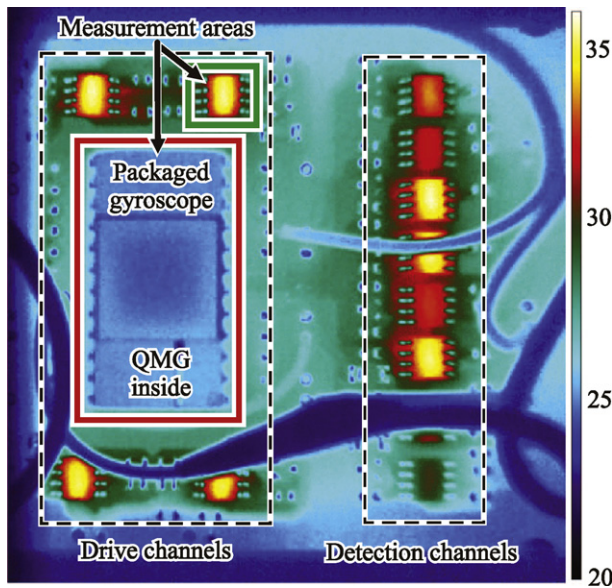 Measurement areas
Packaged
gyroscope
QMG
inside
Drive channels
Detection channels
35
30
25
20